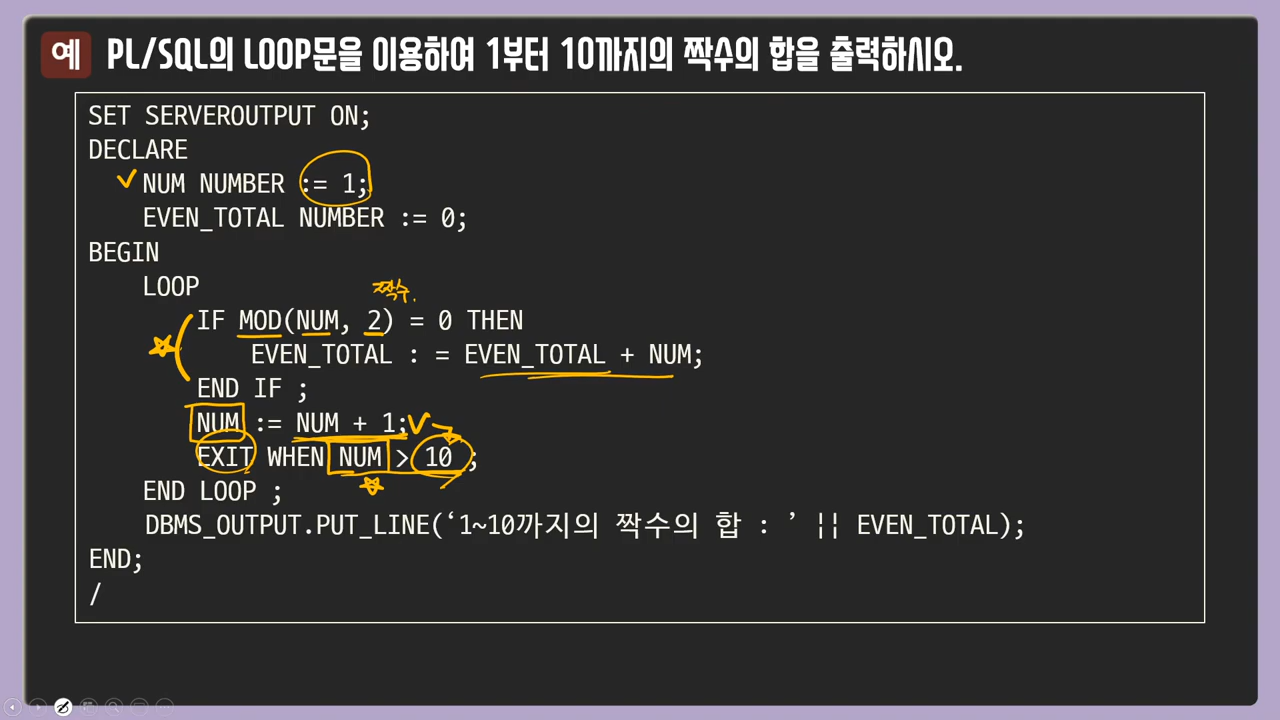 예 PL/SQL의 LOOP문을 이용하여 1부터 10까지의 짝수의 합을 출력하시오.
SET SERVEROUTPUT ON;
DECLARE
NUM NUMBER := 1;
EVEN_TOTAL NUMBER := 0;
BEGIN
LOOP
짝수.
IF MOD(NUM, 2) = 0 THEN
EVEN_TOTAL : = EVEN_TOTAL + NUM;
END IF ;
NUM := NUM + 1;
EXIT WHEN NUM > 10 ;
END LOOP ;
DBMS_OUTPUT.PUT_LINE(‘1~10까지의 짝수의 합 : ’ || EVEN_TOTAL);
END;
/